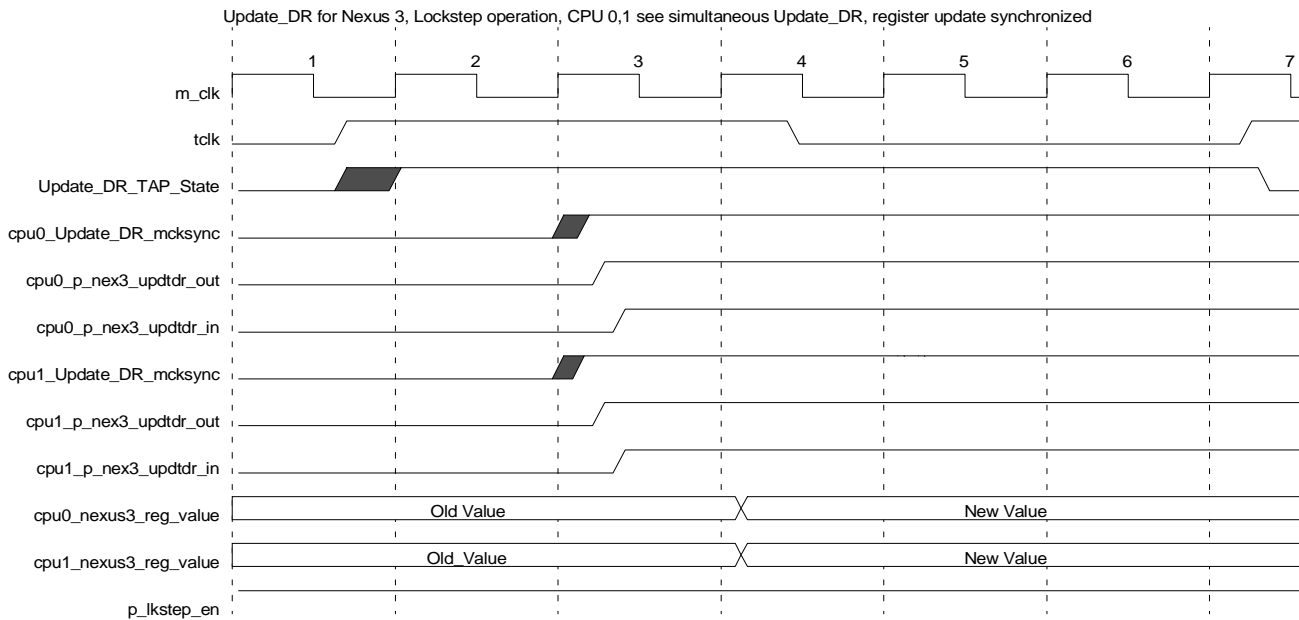 Update_DR for Nexus 3, Lockstep operation, CPU 0,1 see simultaneous Update_DR, register update synchronized
1 2 3 4 5 6 7
m_clk
tclk
Update_DR_TAP_State
cpu0_Update_DR_mcksync
cpu0_p_nex3_updtdr_out
cpu0_p_nex3_updtdr_in
cpu1_Update_DR_mcksync
cpu1_p_nex3_updtdr_out
cpu1_p_nex3_updtdr_in
cpu0_nexus3_reg_value Old Value New Value
cpu1_nexus3_reg_value Old_Value New Value
p_lkstep_en